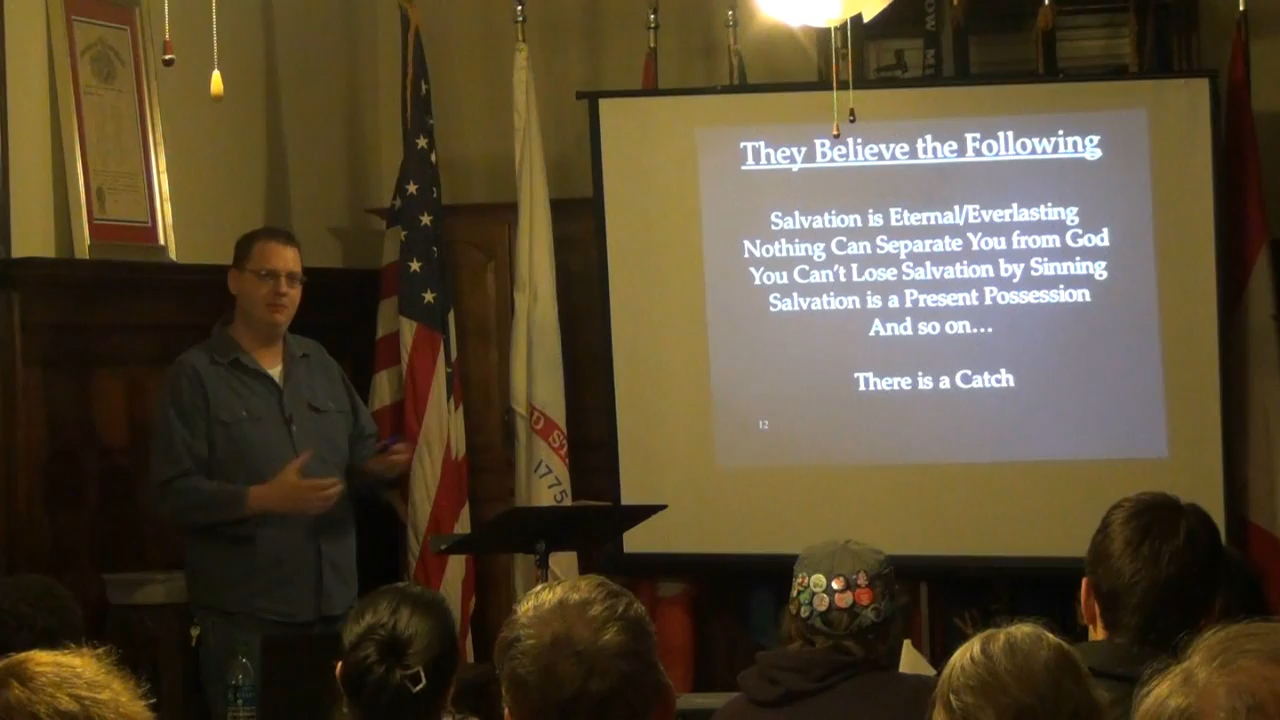 They Believe the Following
Salvation is Eternal/Everlasting
Nothing Can Separate You from God
You Can't Lose Salvation by Sinning
Salvation is a Present Possession
And so on...
There is a Catch
12
D ST
1775